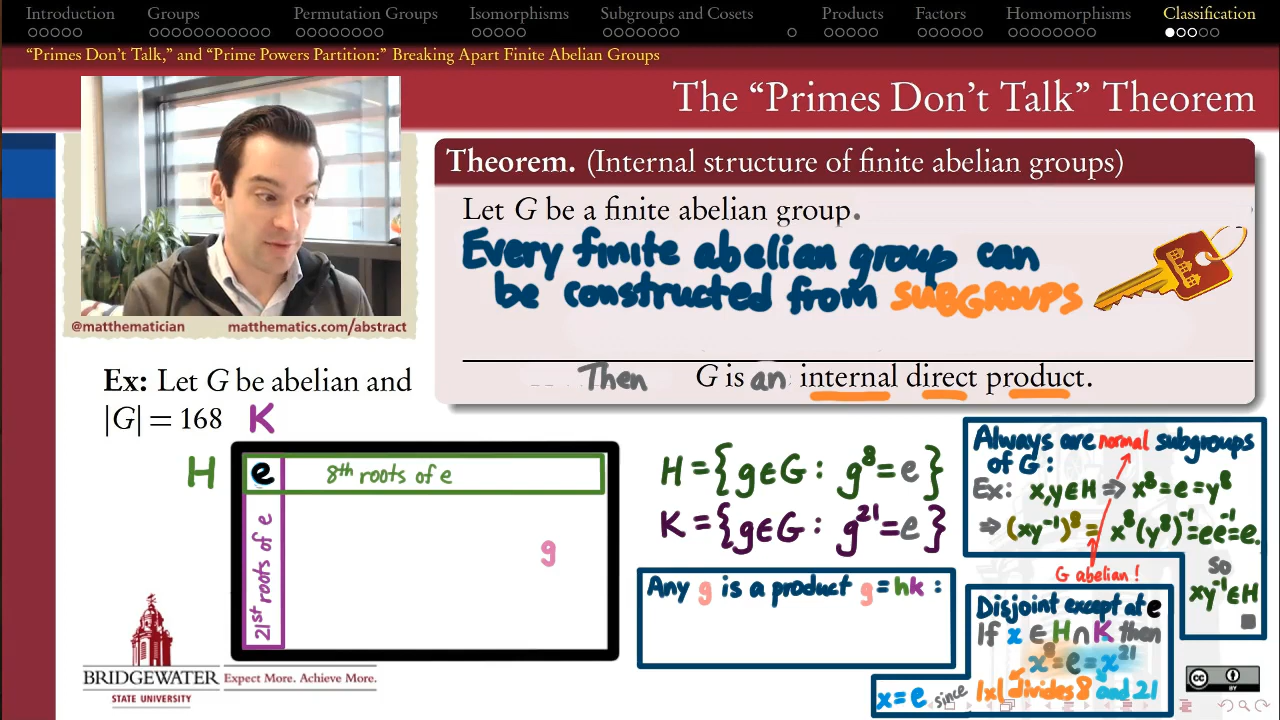 Introduction Groups Permutation Groups Isomorphisms Subgroups and Cosets Products Factors Homomorphisms Classification
“Primes Don’t Talk,” and “Prime Powers Partition:” Breaking Apart Finite Abelian Groups
The “Primes Don’t Talk” Theorem
Theorem. (Internal structure of finite abelian groups)
Let G be a finite abelian group.
Every finite abelian group can
be constructed from SUBGROUPS
Then G is an internal direct product.
@matthematician matthematics.com/abstract
Ex: Let G be abelian and
|G| = 168 K
H e 8th roots of e
21st roots of e
g
H = {g∈G : g⁸ = e}
K = {g∈G : g²¹ = e}
Any g is a product g = hk :
Always are normal subgroups
of G :
Ex: x,y∈H ⇒ x⁸=e=y⁸
⇒ (xy⁻¹)⁸ = x⁸(y⁸)⁻¹=ee⁻¹=e.
G abelian!
so
xy⁻¹∈H
Disjoint except at e
If x ∈ H∩K then
x⁸=e=x²¹
|x| divides 8 and 21
x=e since
BRIDGEWATER
STATE UNIVERSITY
Expect More. Achieve More.
CC BY